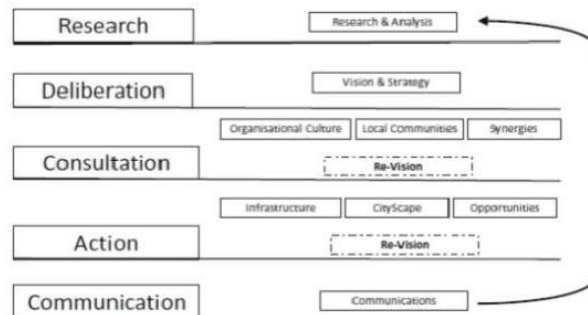 Research
Research & Analysis
Deliberation
Vision & Strategy
Organisational Culture Local Communities Synergies
Consultation
Re-Vision
Infrastructure CityScape Opportunities
Action
Re-Vision
Communication
Communications